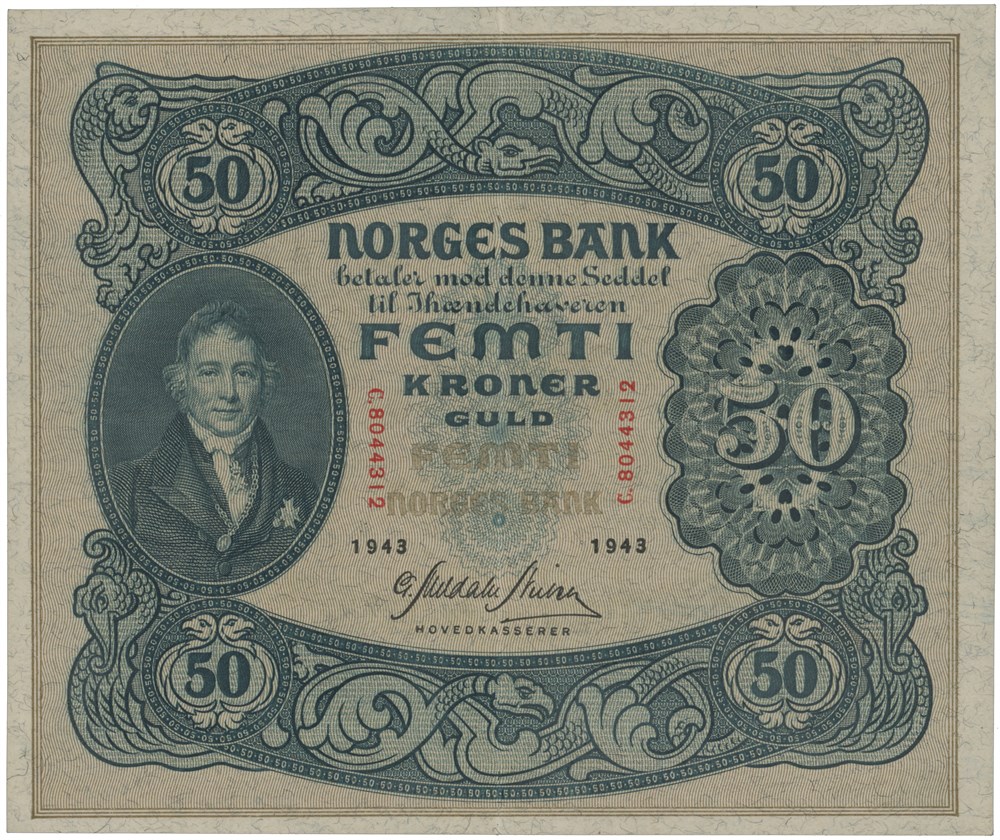 50
50
NORGES BANK
betaler mod denne Seddel
til Ihændehaveren
FEMTI
KRONER
GULD
C.8044312
C.8044312
50
FEMTI
NORGES BANK
1943
1943
HOVEDKASSERER
50
50